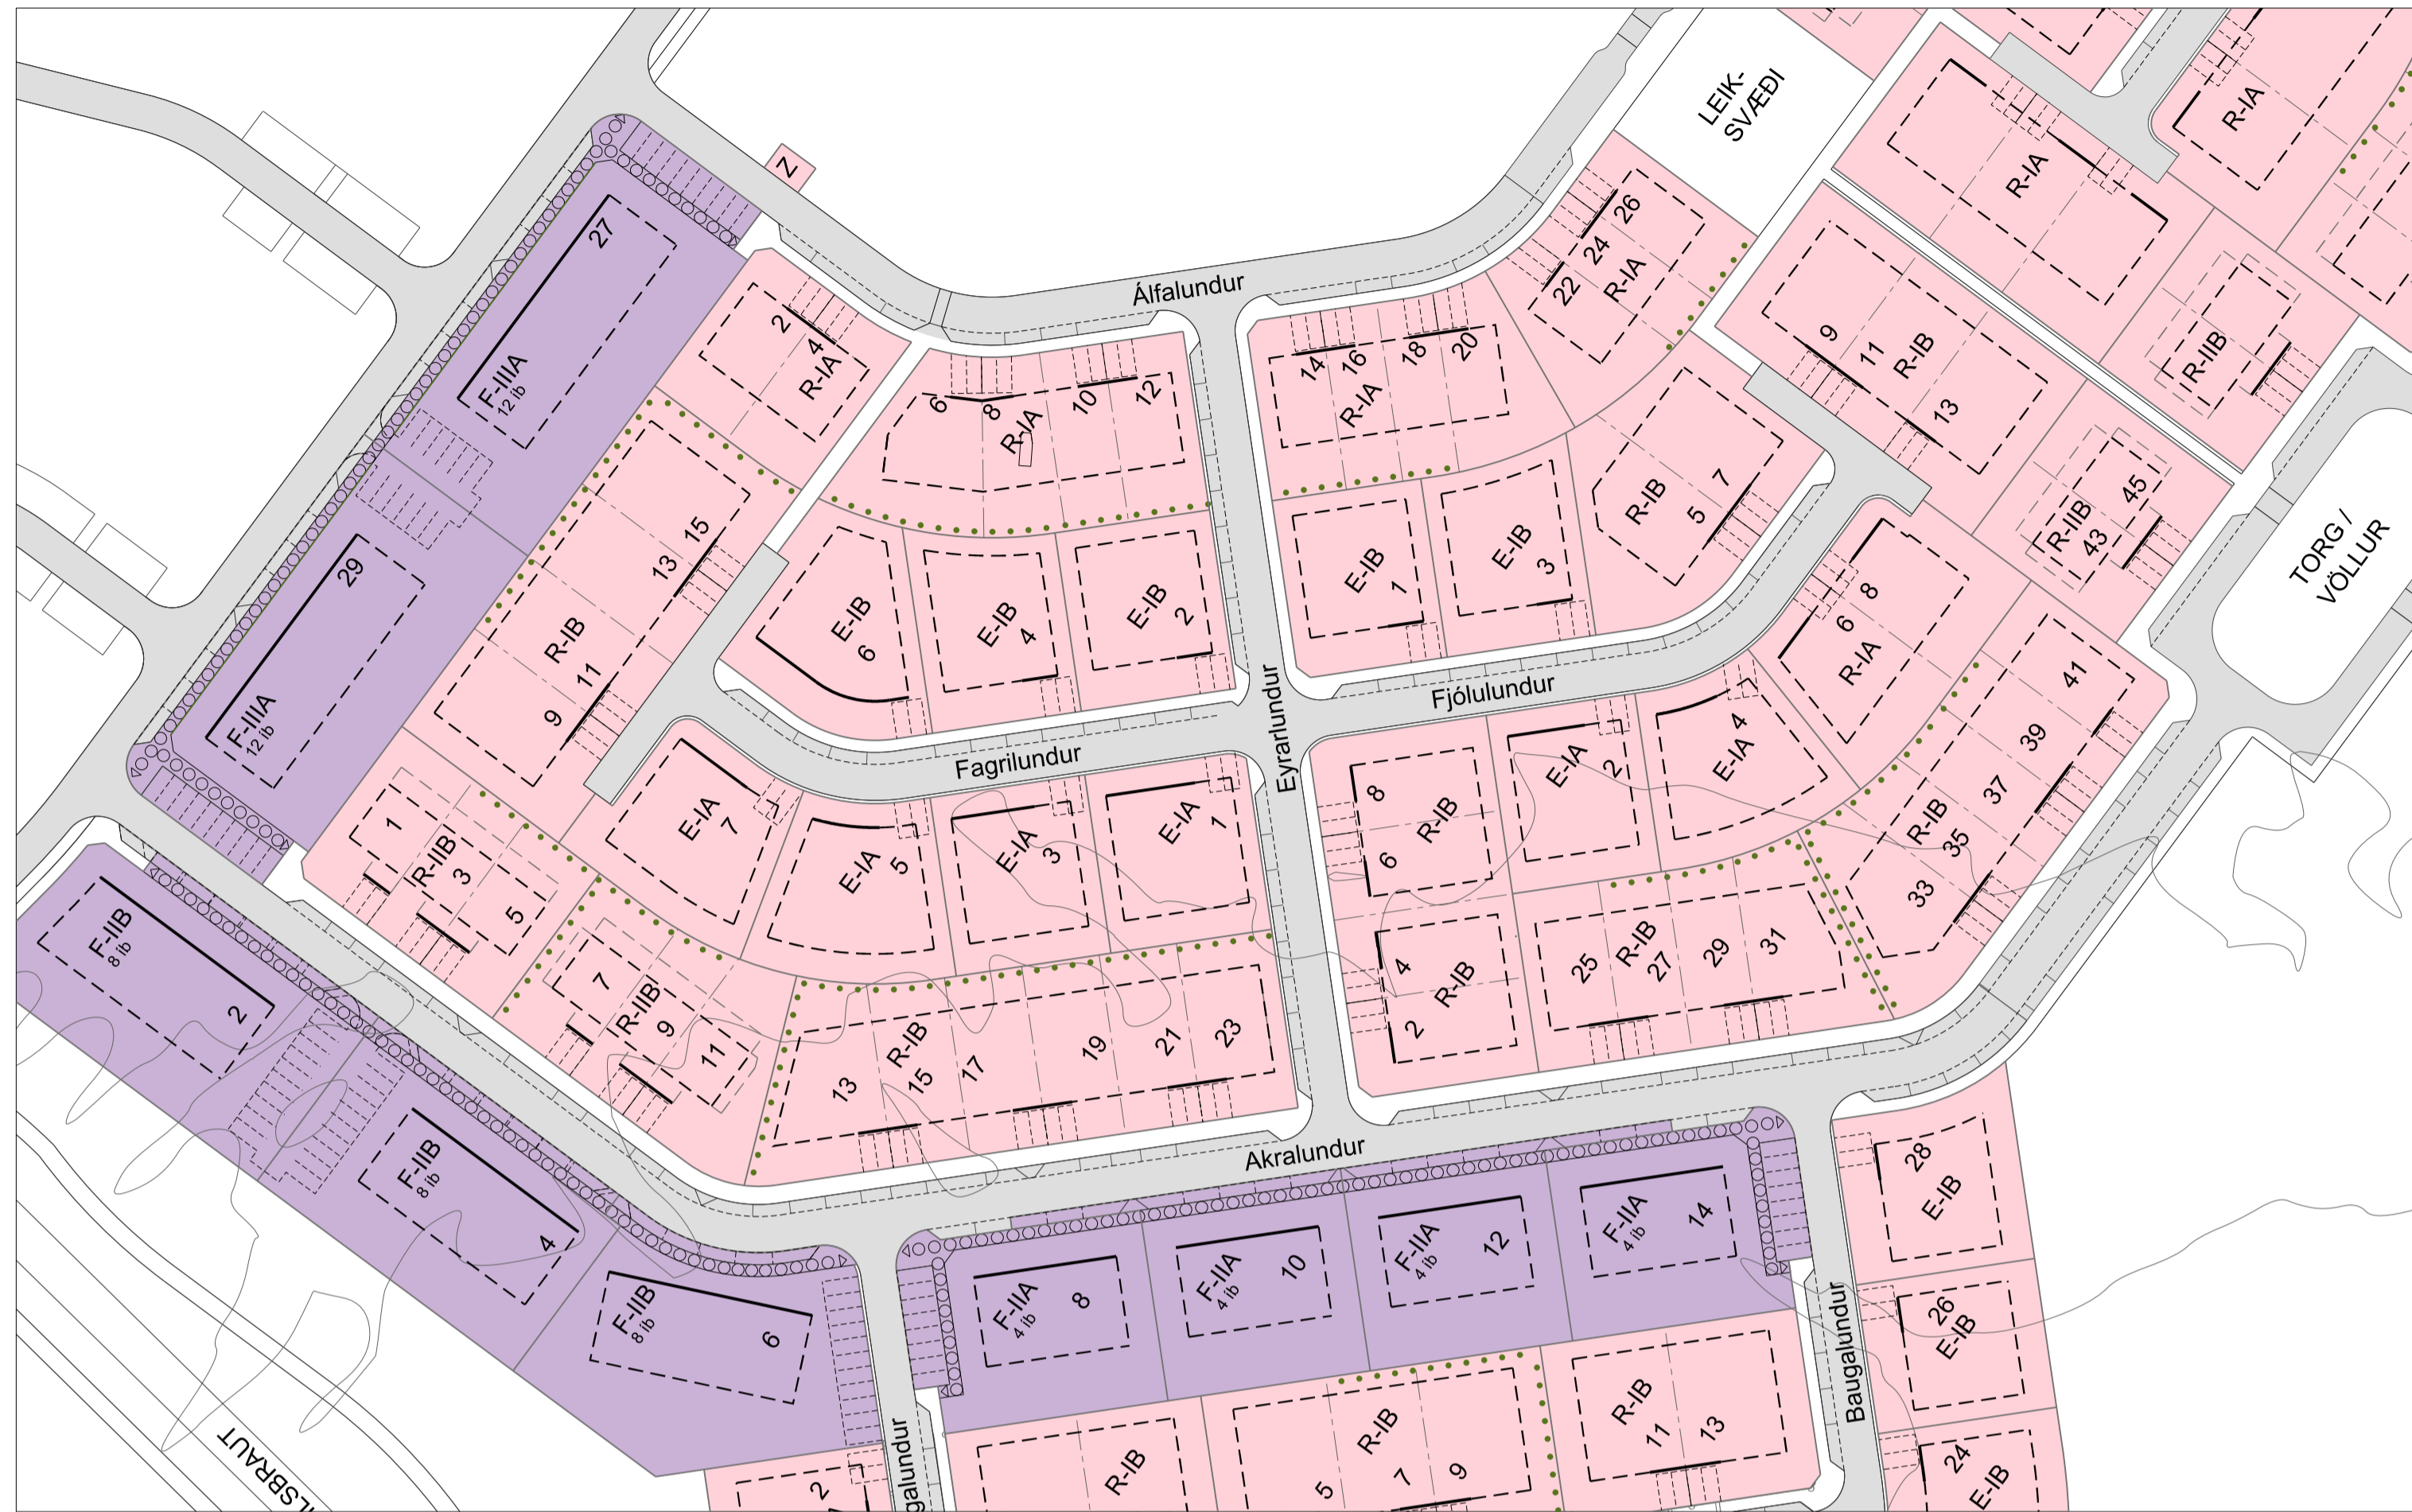 LEIK-
SVÆÐI
R-IA
R-IA
Z
27
F-IIIA
12 íb
2
4
R-IA
Álfalundur
6
8
R-IA
10
12
14
16
R-IA
18
20
22
24
26
R-IA
9
11
R-IB
13
R-IIB
R-IIB
43
45
TORG /
VÖLLUR
29
F-IIIA
12 íb
15
13
R-IB
11
9
E-IB
6
E-IB
4
E-IB
2
E-IB
1
E-IB
3
R-IB
5
7
6
8
R-IA
Eyrarlundur
Fjólulundur
Fagrilundur
E-IA
7
E-IA
5
E-IA
3
E-IA
1
8
R-IB
6
E-IA
2
E-IA
4
41
39
37
R-IB
35
33
1
R-IIB
3
5
7
R-IIB
9
11
13
R-IB
15
17
19
21
23
4
R-IB
2
25
R-IB
27
29
31
Akralundur
F-IIB
8 íb
2
F-IIB
8 íb
4
F-IIB
8 íb
6
F-IIA
4 íb
8
F-IIA
4 íb
10
F-IIA
4 íb
12
F-IIA
4 íb
14
28
E-IB
26
E-IB
24
E-IB
Baugalundur
galundur
2
R-IB
5
R-IB
7
9
R-IB
11
13
ILSBRAUT